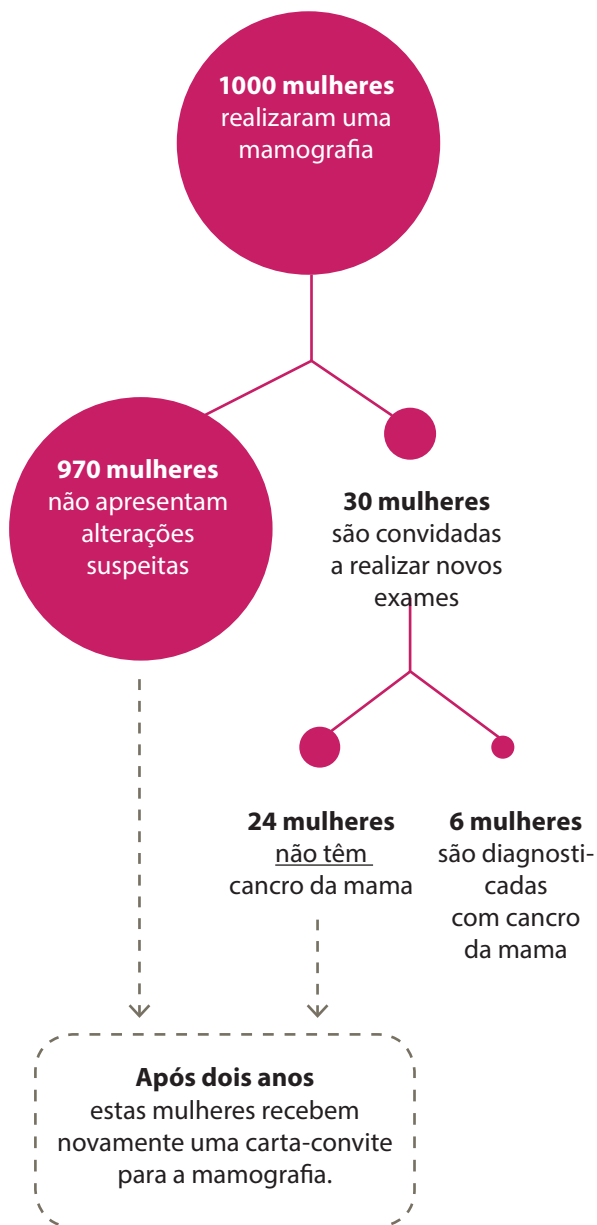 1000 mulheres
realizaram uma
mamografia
970 mulheres
não apresentam
alterações
suspeitas
30 mulheres
são convidadas
a realizar novos
exames
24 mulheres
não têm
cancro da mama
6 mulheres
são diagnosti-
cadas
com cancro
da mama
Após dois anos
estas mulheres recebem
novamente uma carta-convite
para a mamografia.